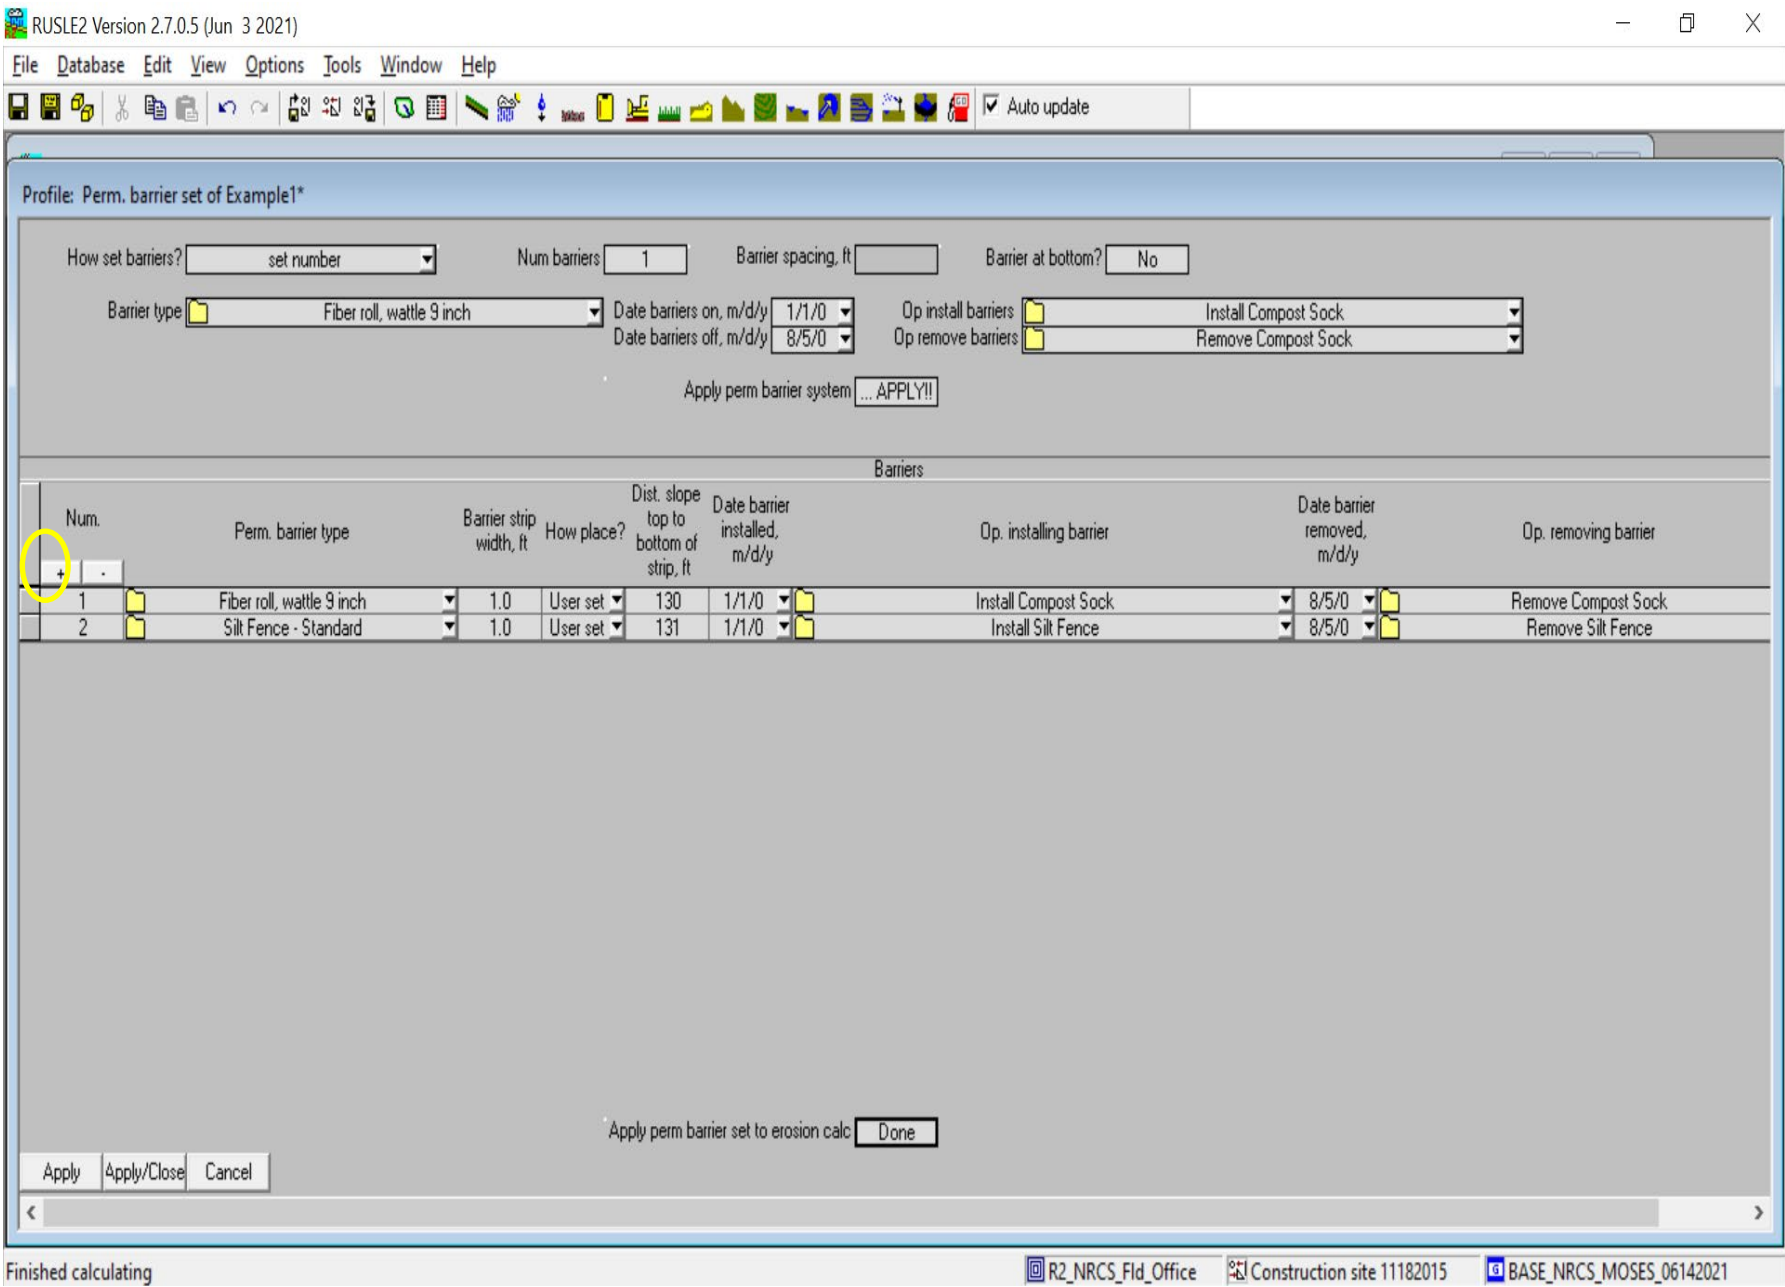 RUSLE2 Version 2.7.0.5 (Jun 3 2021)
File Database Edit View Options Tools Window Help
Auto update
Profile: Perm. barrier set of Example1*
How set barriers? set number Num barriers 1 Barrier spacing, ft Barrier at bottom? No
Barrier type Fiber roll, wattle 9 inch Date barriers on, m/d/y 1/1/0 Op install barriers Install Compost Sock
Date barriers off, m/d/y 8/5/0 Op remove barriers Remove Compost Sock
Apply perm barrier system ... APPLY!!
Barriers
Num. Perm. barrier type Barrier strip width, ft How place? Dist. slope top to bottom of strip, ft Date barrier installed, m/d/y Op. installing barrier Date barrier removed, m/d/y Op. removing barrier
+ -
1 Fiber roll, wattle 9 inch 1.0 User set 130 1/1/0 Install Compost Sock 8/5/0 Remove Compost Sock
2 Silt Fence - Standard 1.0 User set 131 1/1/0 Install Silt Fence 8/5/0 Remove Silt Fence
Apply perm barrier set to erosion calc Done
Apply Apply/Close Cancel
Finished calculating R2_NRCS_Fld_Office Construction site 11182015 BASE_NRCS_MOSES_06142021